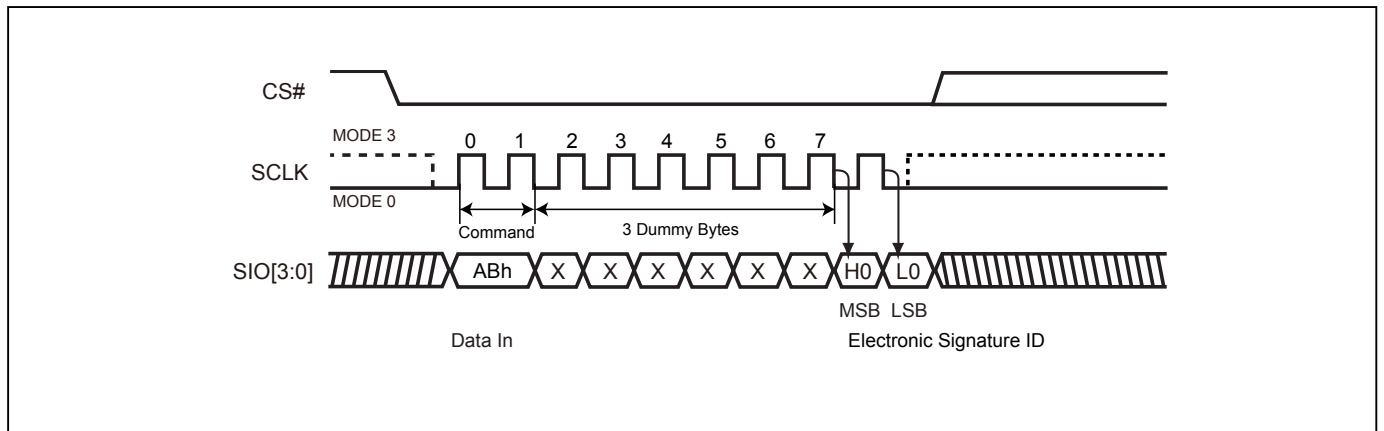 CS#
MODE 3
0 1 2 3 4 5 6 7
SCLK
MODE 0
Command
3 Dummy Bytes
SIO[3:0]
ABh X X X X X X H0 L0
MSB LSB
Data In
Electronic Signature ID